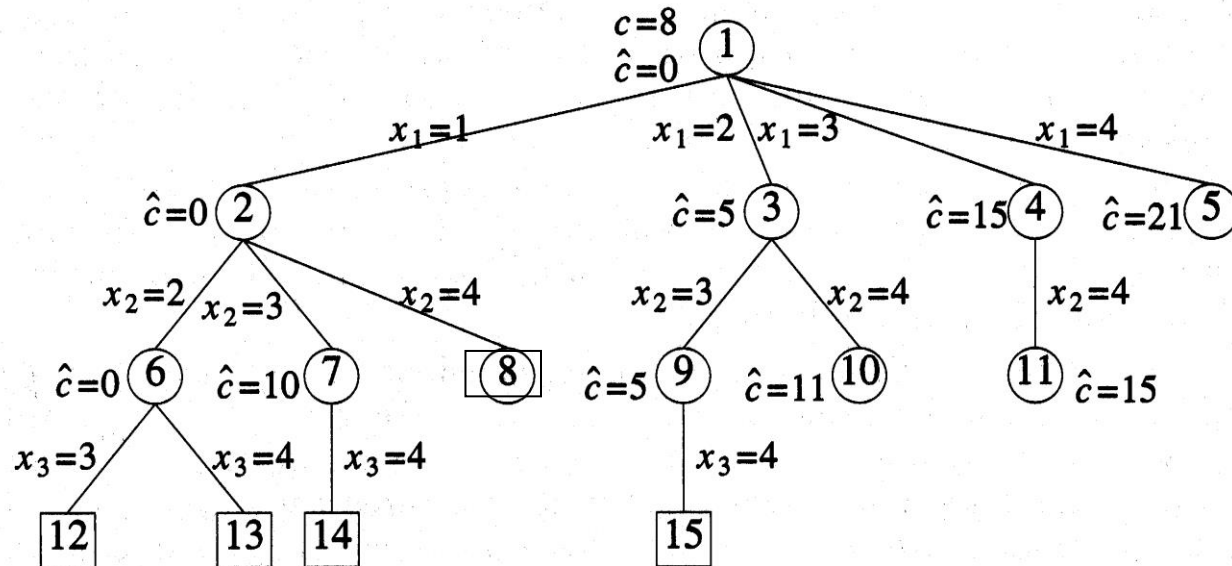 c=8
ĉ=0
1
x₁=1
x₁=2
x₁=3
x₁=4
ĉ=0
2
ĉ=5
3
ĉ=15
4
ĉ=21
5
x₂=2
x₂=3
x₂=4
x₂=3
x₂=4
x₂=4
ĉ=0
6
ĉ=10
7
8
ĉ=5
9
ĉ=11
10
11
ĉ=15
x₃=3
x₃=4
x₃=4
x₃=4
12
13
14
15